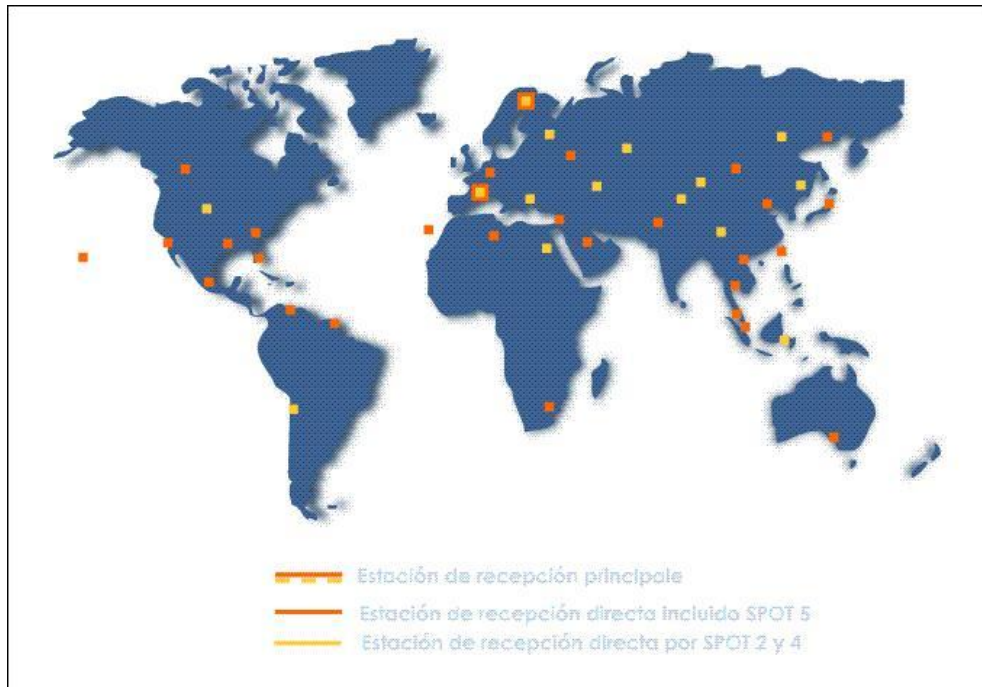 Estación de recepción principale
Estación de recepción directa incluido SPOT 5
Estación de recepción directa por SPOT 2 y 4